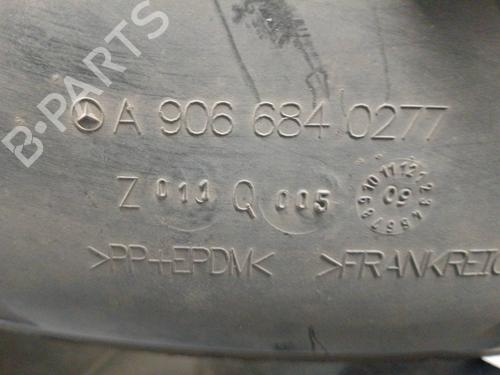 B-PARTS
A 906 684 0277
Z 011 Q 005
09
>PP+EPDM< >FRANKREIC